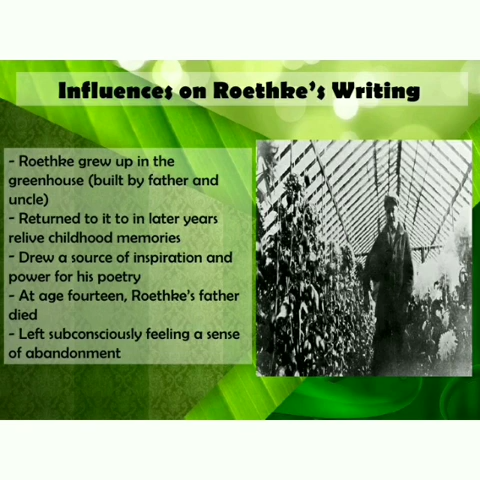 Influences on Roethke's Writing
- Roethke grew up in the
greenhouse (built by father and
uncle)
- Returned to it to in later years
relive childhood memories
- Drew a source of inspiration and
power for his poetry
- At age fourteen, Roethke's father
died
- Left subconsciously feeling a sense
of abandonment